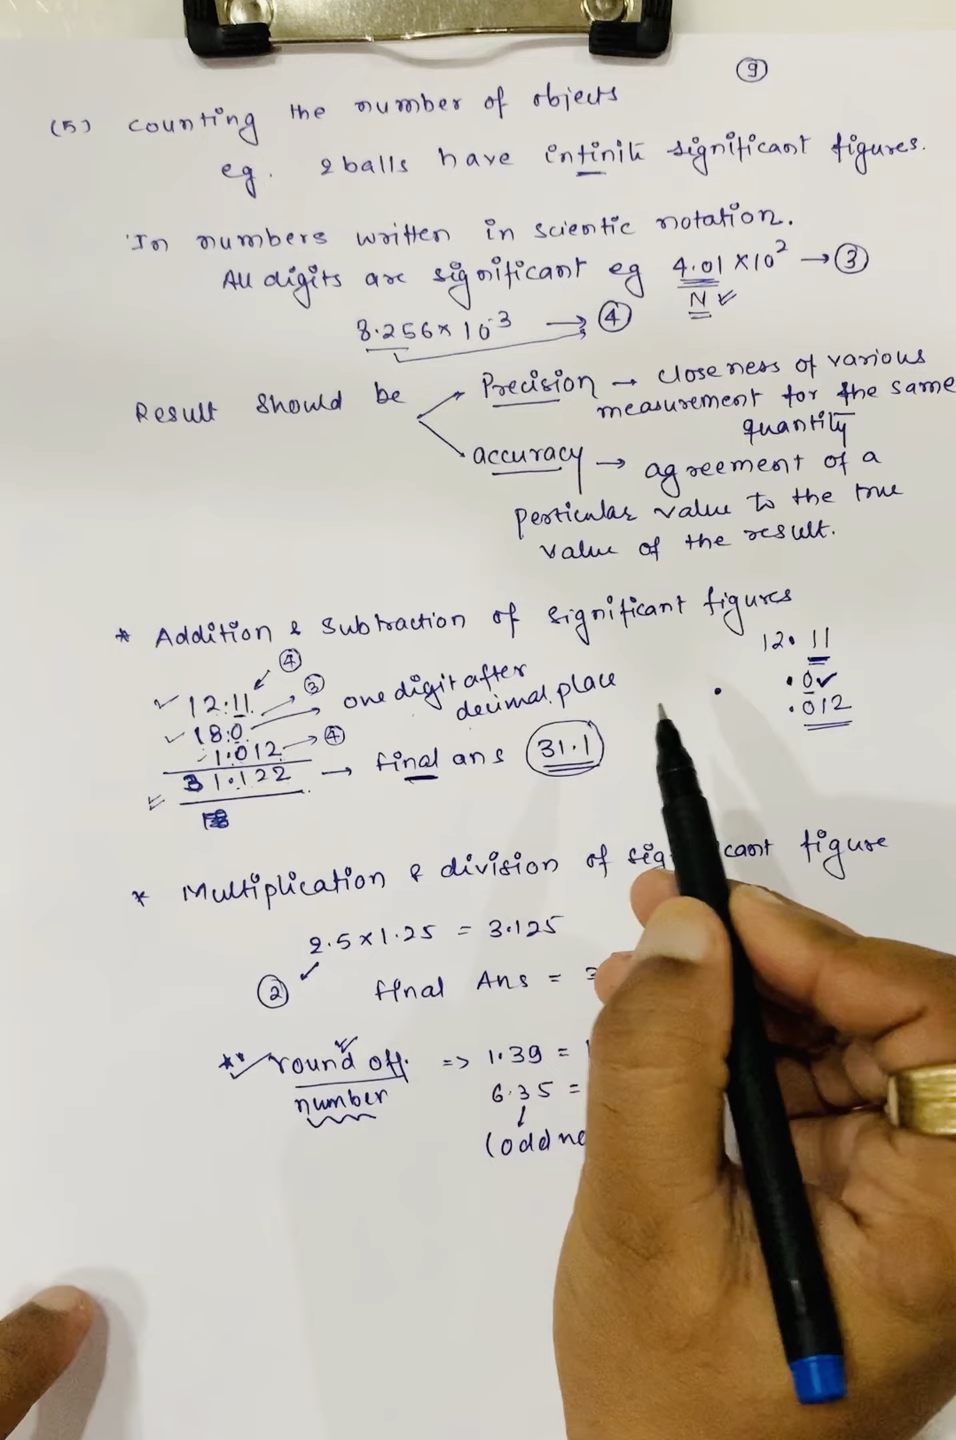 9
(5) Counting the number of objects
eg. 2 balls have infinite significant figures.
In numbers written in scientic notation.
All digits are significant eg 4.01 × 10² → 3
N ✓
8.256 × 10⁻³ → 4
Result should be
Precision → closeness of various
measurement for the same
quantity
accuracy → agreement of a
perticular value to the true
value of the result.
* Addition & Subtraction of significant figures
12.11 4
18.0 3 one digit after
decimal place
1.012 4
31.122 → final ans 31.1
12.11
.0
.012
* Multiplication & division of sig cant figure
2.5 × 1.25 = 3.125
2 final Ans = 3
** round off. => 1.39 =
number 6.35 =
(odd no